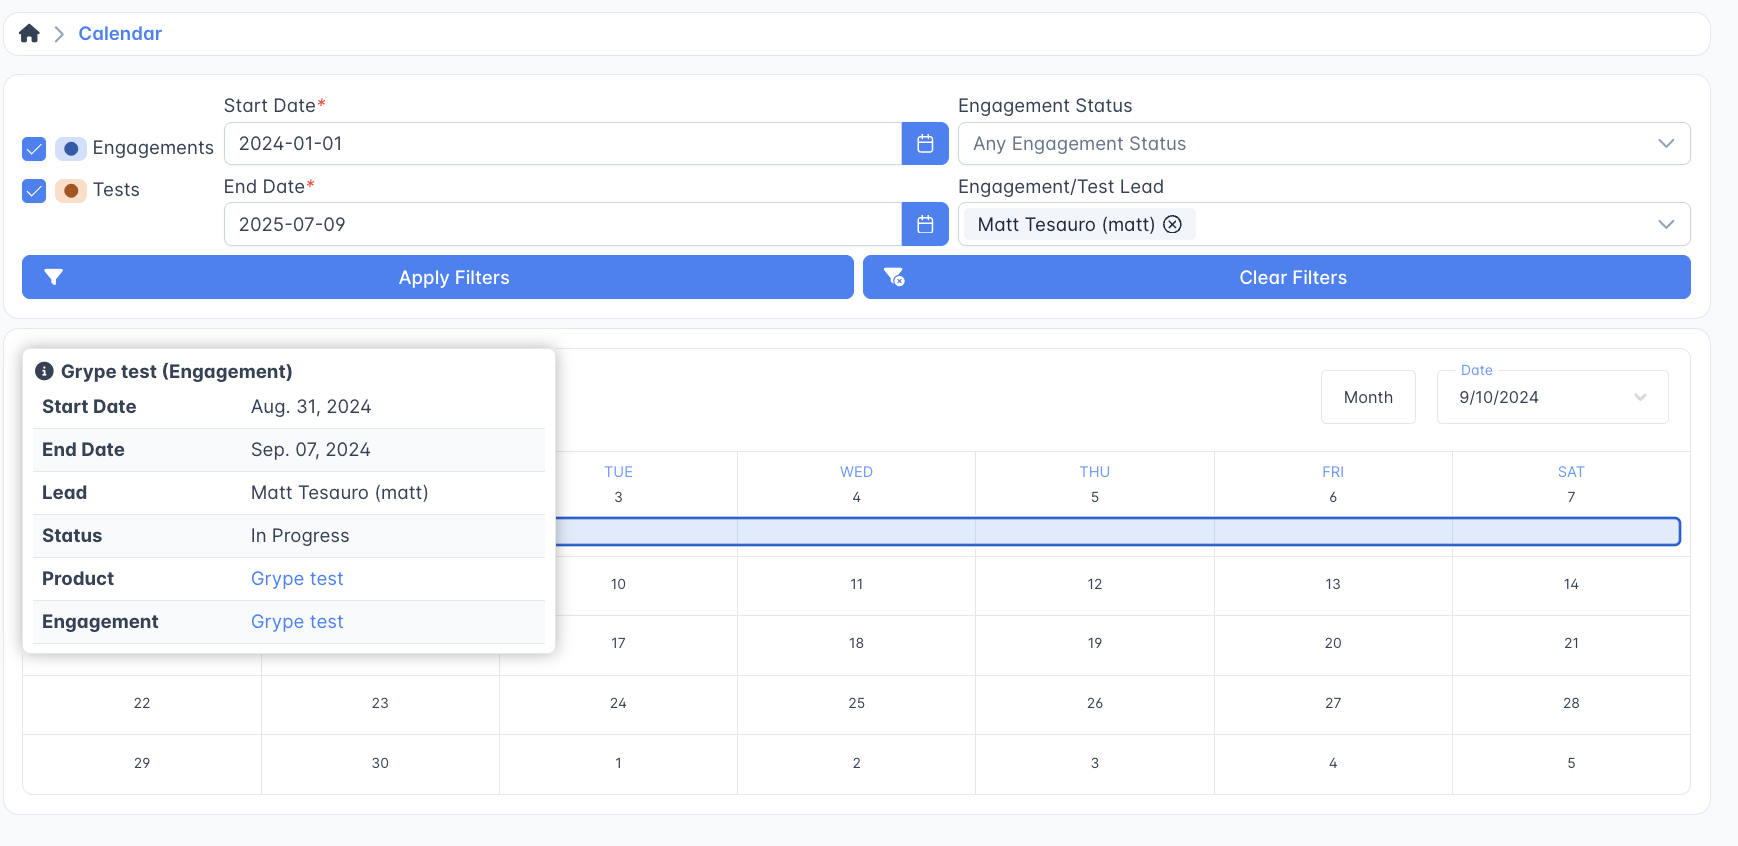 Calendar
Start Date*
Engagement Status
Engagements
2024-01-01
Any Engagement Status
Tests
End Date*
Engagement/Test Lead
2025-07-09
Matt Tesauro (matt)
Apply Filters
Clear Filters
Grype test (Engagement)
Start Date Aug. 31, 2024
End Date Sep. 07, 2024
Lead Matt Tesauro (matt)
Status In Progress
Product Grype test
Engagement Grype test
Month
Date
9/10/2024
TUE WED THU FRI SAT
3 4 5 6 7
10 11 12 13 14
17 18 19 20 21
22 23 24 25 26 27 28
29 30 1 2 3 4 5